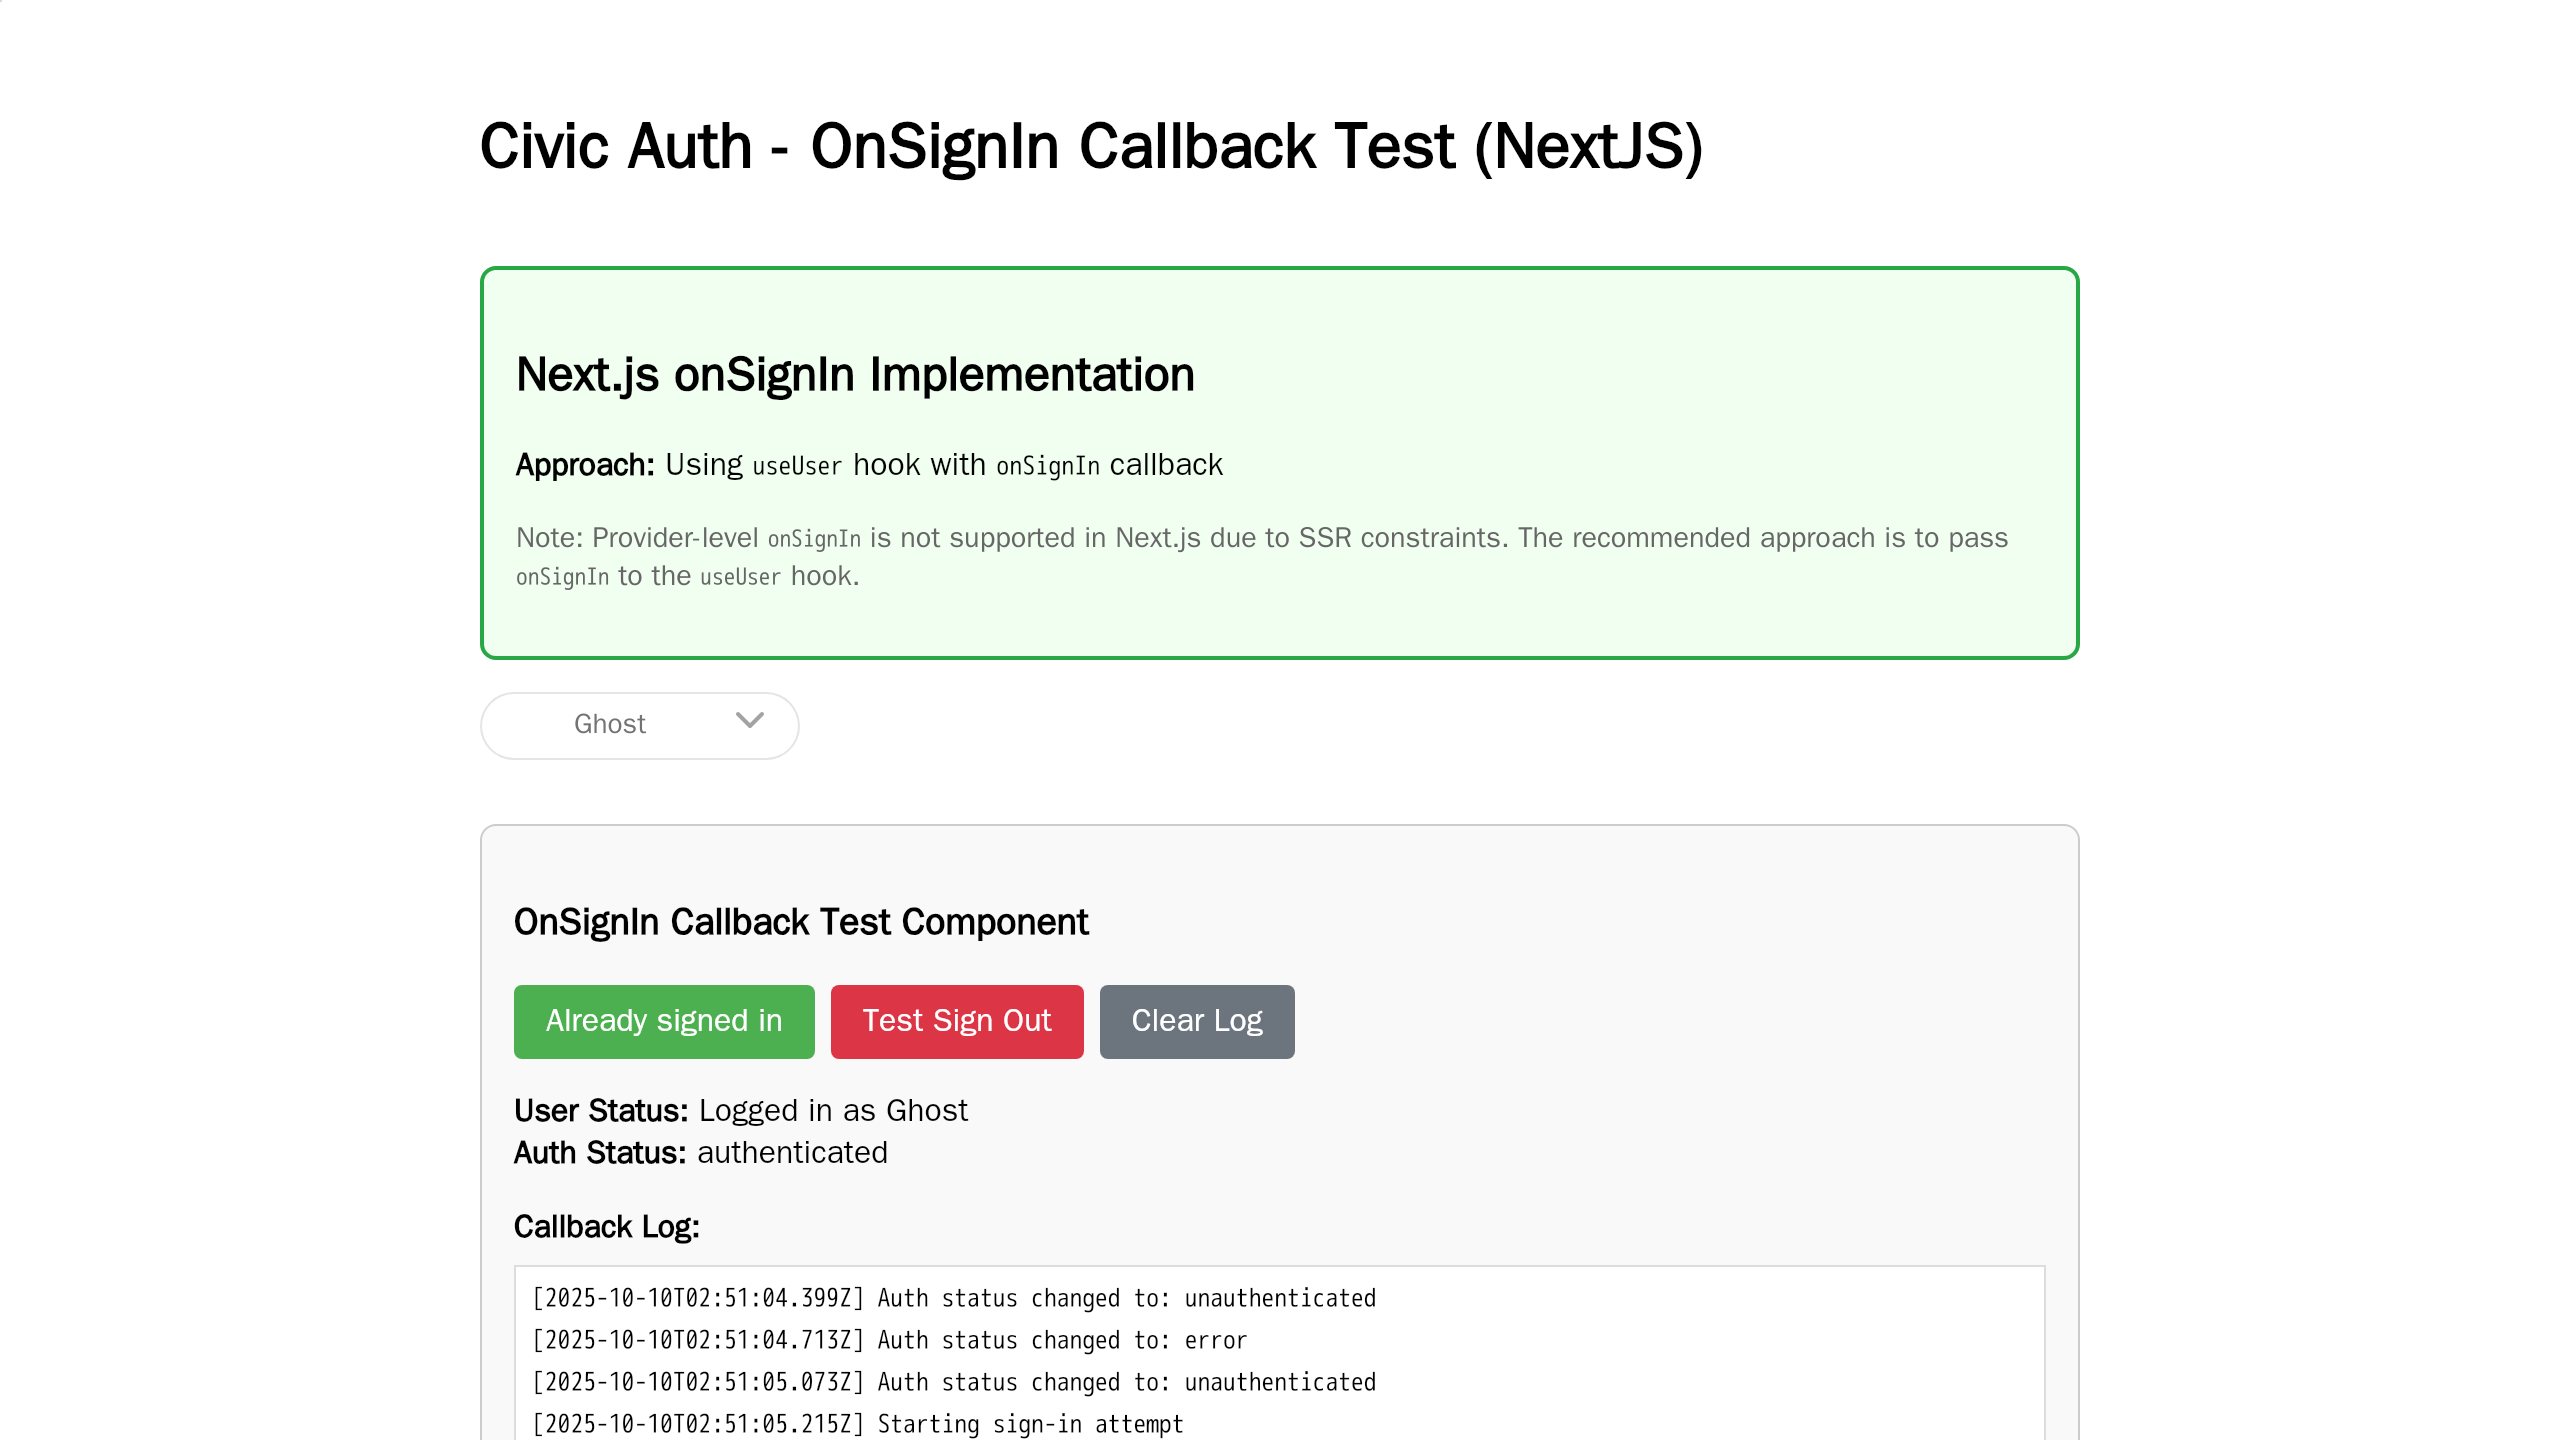 Civic Auth - OnSignIn Callback Test (NextJS)
Next.js onSignIn Implementation
Approach: Using useUser hook with onSignIn callback
Note: Provider-level onSignIn is not supported in Next.js due to SSR constraints. The recommended approach is to pass
onSignIn to the useUser hook.
Ghost
OnSignIn Callback Test Component
Already signed in Test Sign Out Clear Log
User Status: Logged in as Ghost
Auth Status: authenticated
Callback Log:
[2025-10-10T02:51:04.399Z] Auth status changed to: unauthenticated
[2025-10-10T02:51:04.713Z] Auth status changed to: error
[2025-10-10T02:51:05.073Z] Auth status changed to: unauthenticated
[2025-10-10T02:51:05.215Z] Starting sign-in attempt